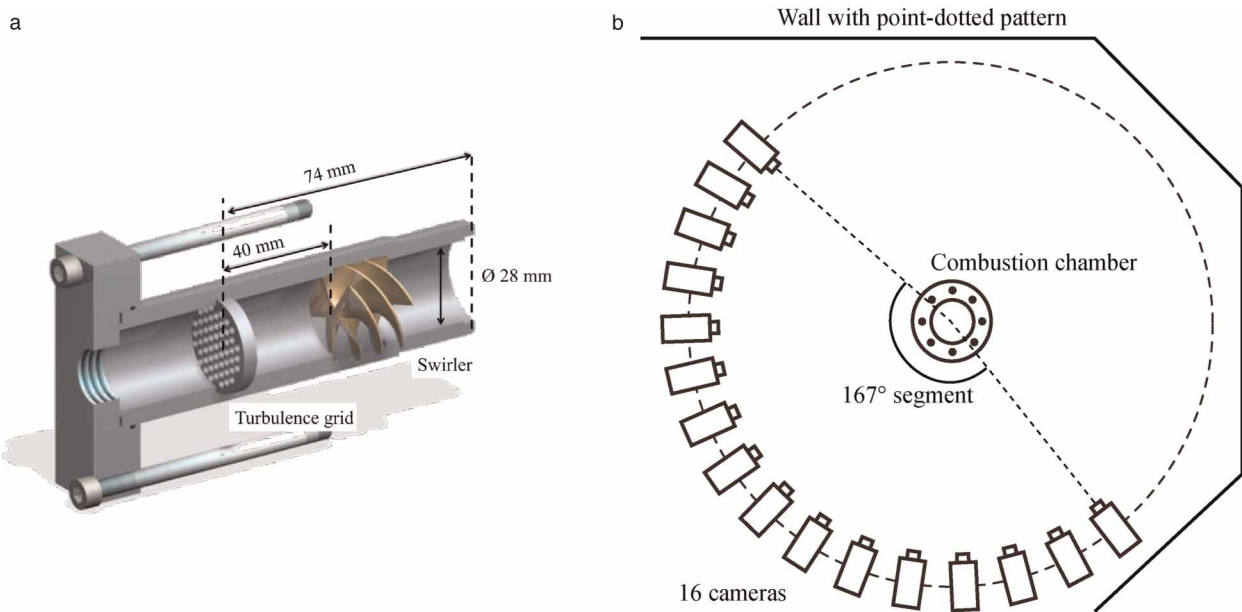 a
74 mm
40 mm
Ø 28 mm
Swirler
Turbulence grid
b
Wall with point-dotted pattern
Combustion chamber
167° segment
16 cameras